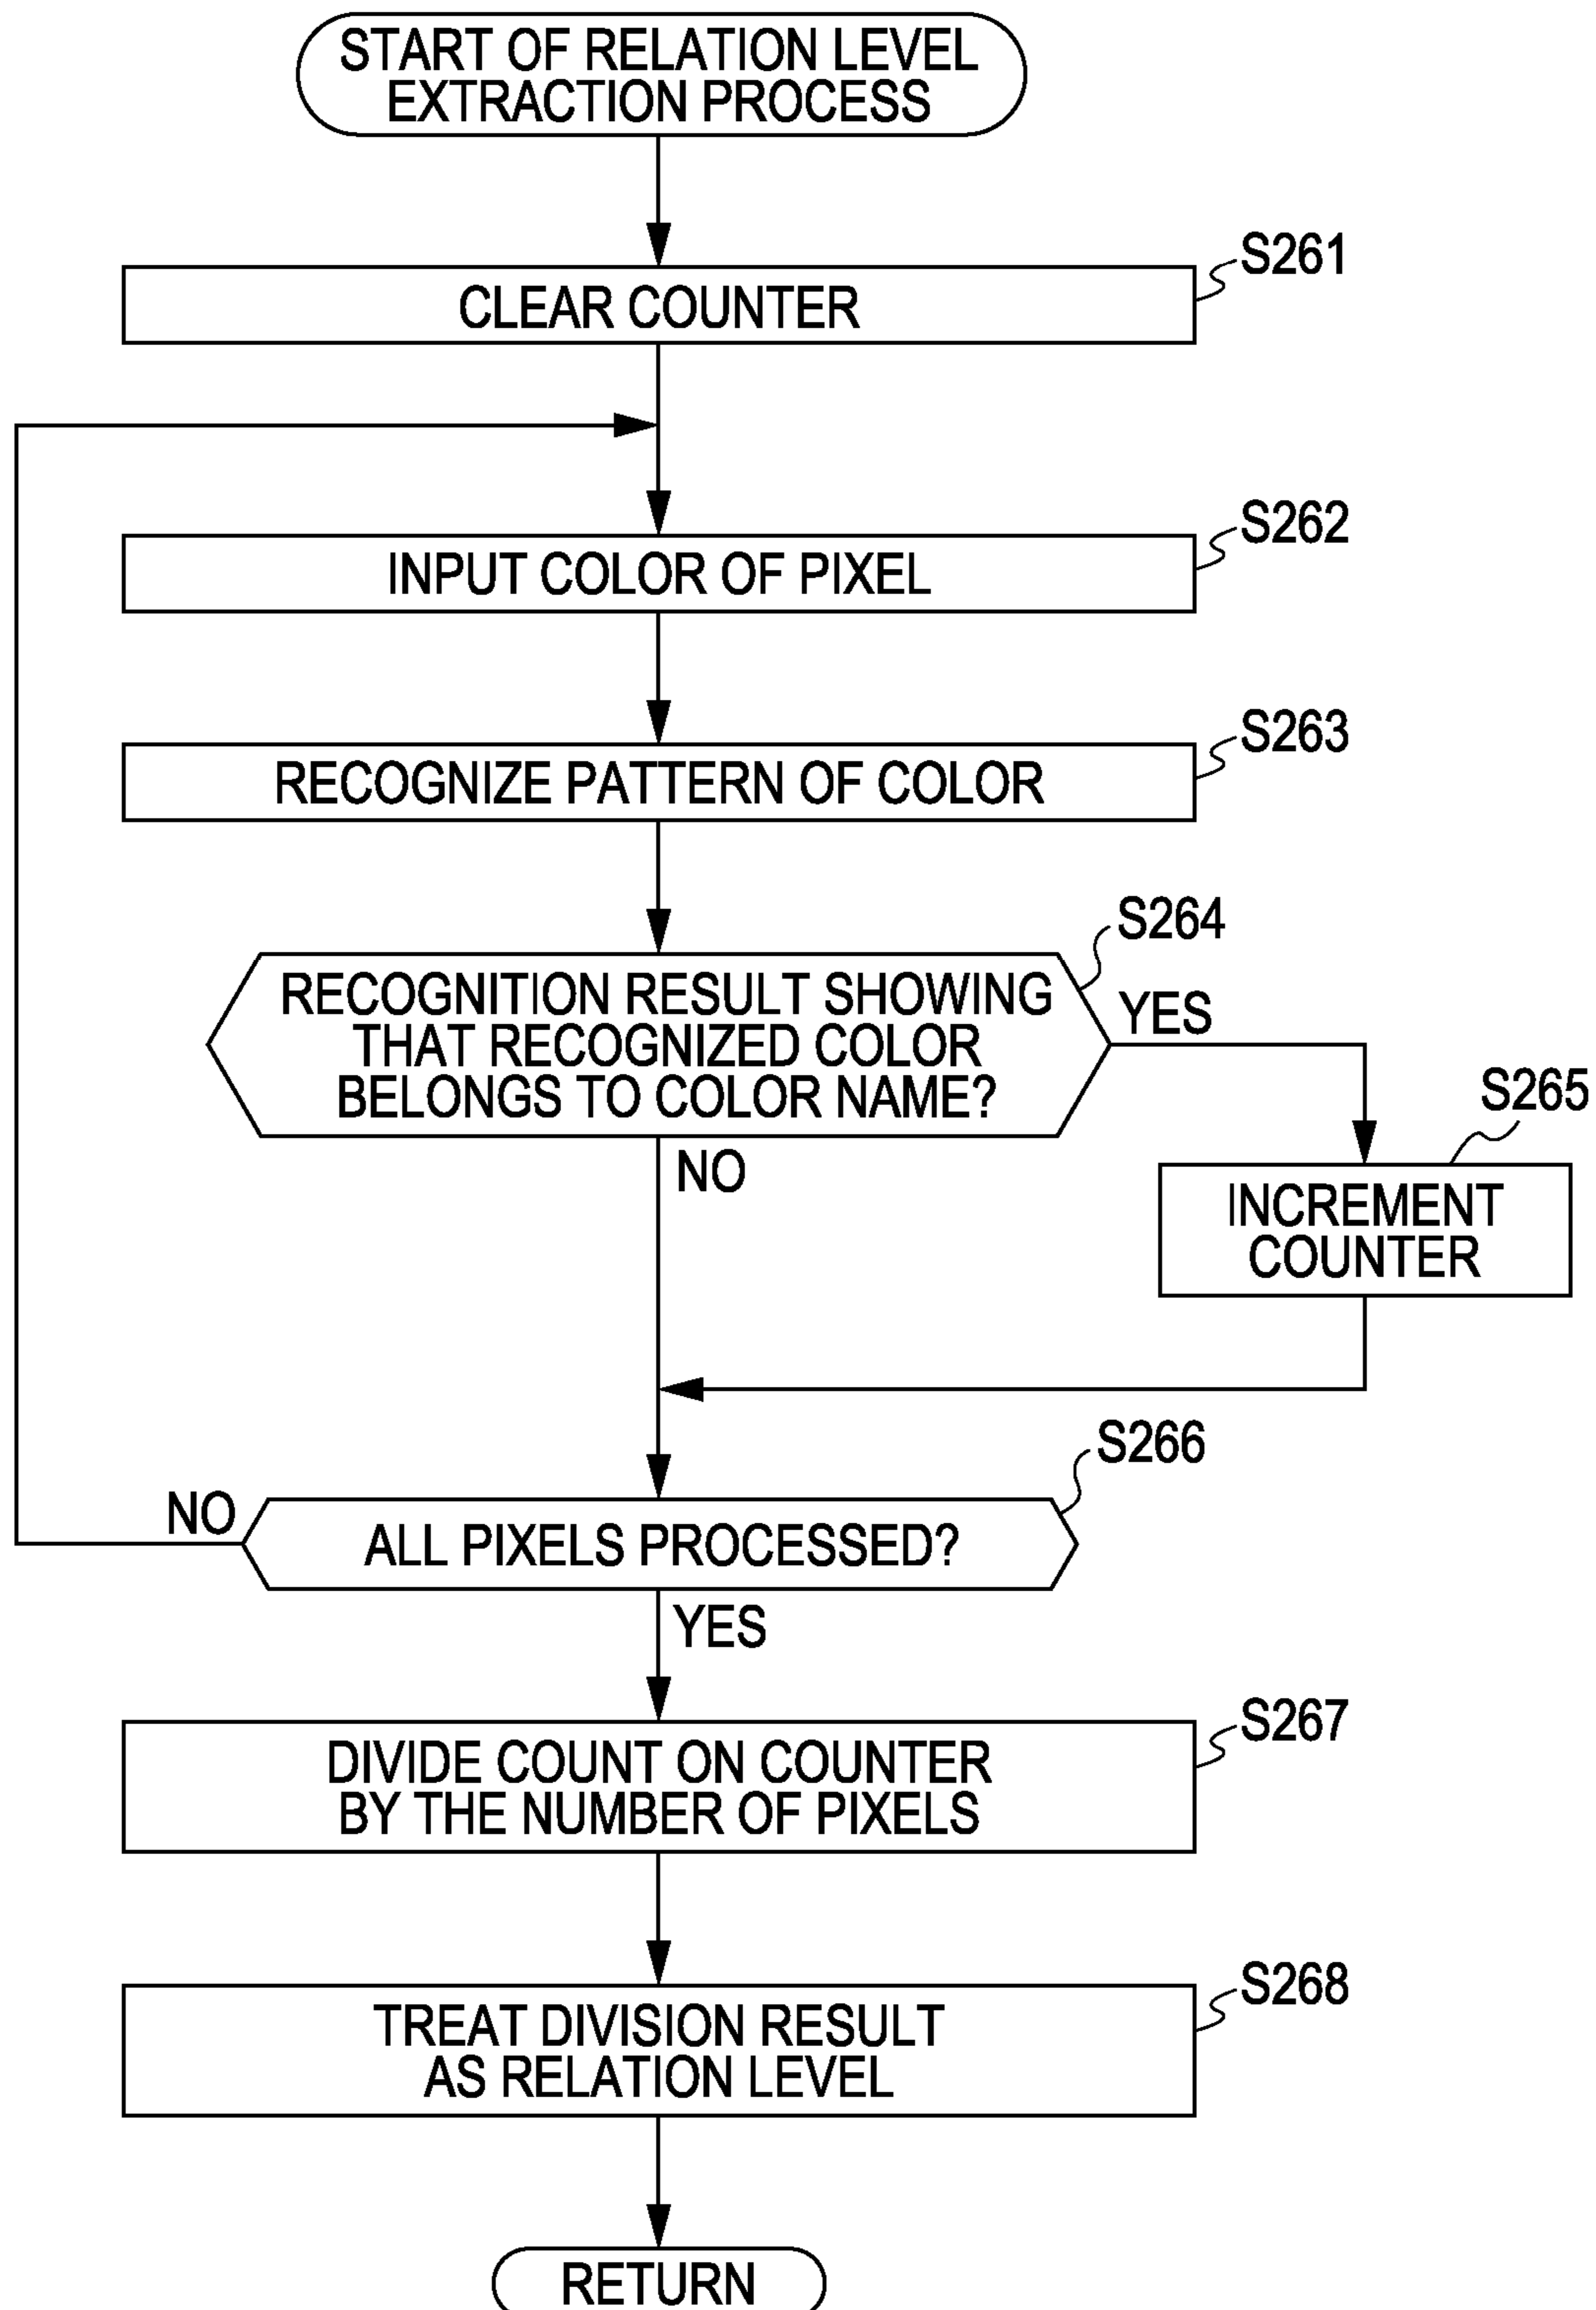 START OF RELATION LEVEL
EXTRACTION PROCESS
S261
CLEAR COUNTER
S262
INPUT COLOR OF PIXEL
S263
RECOGNIZE PATTERN OF COLOR
S264
RECOGNITION RESULT SHOWING
THAT RECOGNIZED COLOR
BELONGS TO COLOR NAME?
YES
NO
S265
INCREMENT
COUNTER
S266
NO
ALL PIXELS PROCESSED?
YES
S267
DIVIDE COUNT ON COUNTER
BY THE NUMBER OF PIXELS
S268
TREAT DIVISION RESULT
AS RELATION LEVEL
RETURN